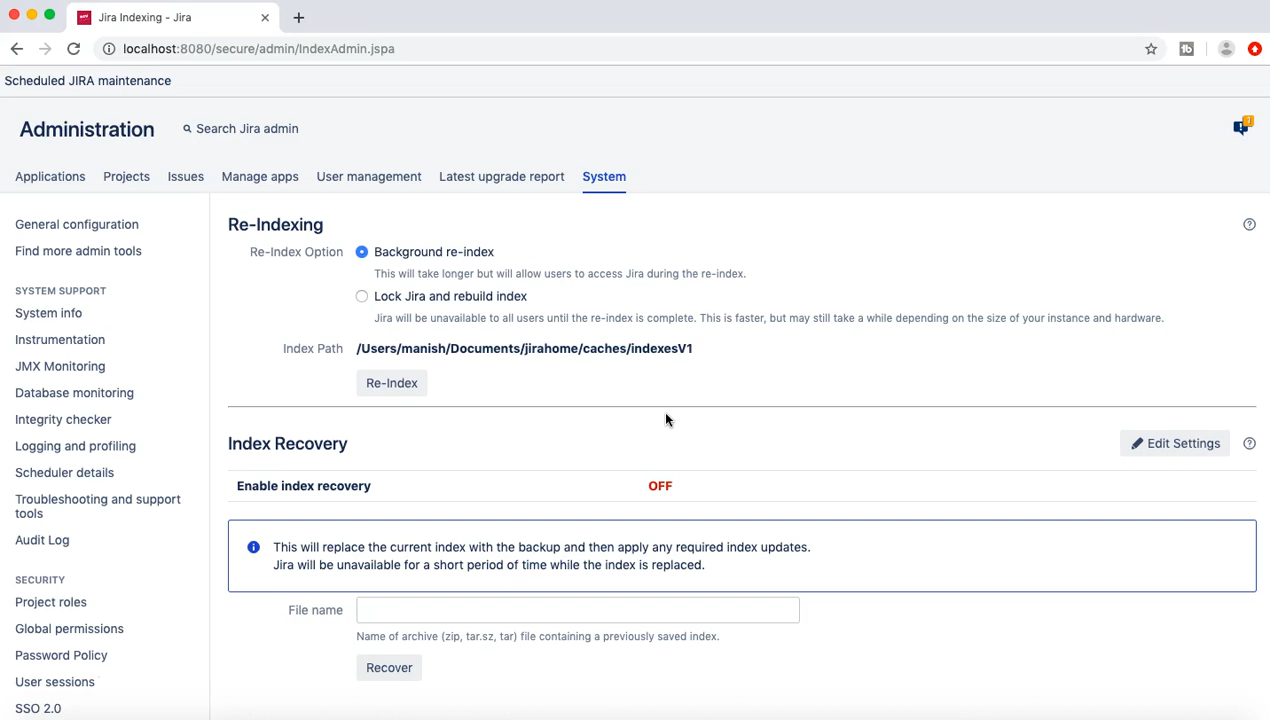 Jira Indexing - Jira
localhost:8080/secure/admin/IndexAdmin.jspa
Scheduled JIRA maintenance
Administration
Search Jira admin
Applications Projects Issues Manage apps User management Latest upgrade report System
General configuration
Find more admin tools
SYSTEM SUPPORT
System info
Instrumentation
JMX Monitoring
Database monitoring
Integrity checker
Logging and profiling
Scheduler details
Troubleshooting and support
tools
Audit Log
SECURITY
Project roles
Global permissions
Password Policy
User sessions
SSO 2.0
Re-Indexing
Re-Index Option Background re-index
This will take longer but will allow users to access Jira during the re-index.
Lock Jira and rebuild index
Jira will be unavailable to all users until the re-index is complete. This is faster, but may still take a while depending on the size of your instance and hardware.
Index Path /Users/manish/Documents/jirahome/caches/indexesV1
Re-Index
Index Recovery
Edit Settings
Enable index recovery OFF
This will replace the current index with the backup and then apply any required index updates.
Jira will be unavailable for a short period of time while the index is replaced.
File name
Name of archive (zip, tar.sz, tar) file containing a previously saved index.
Recover